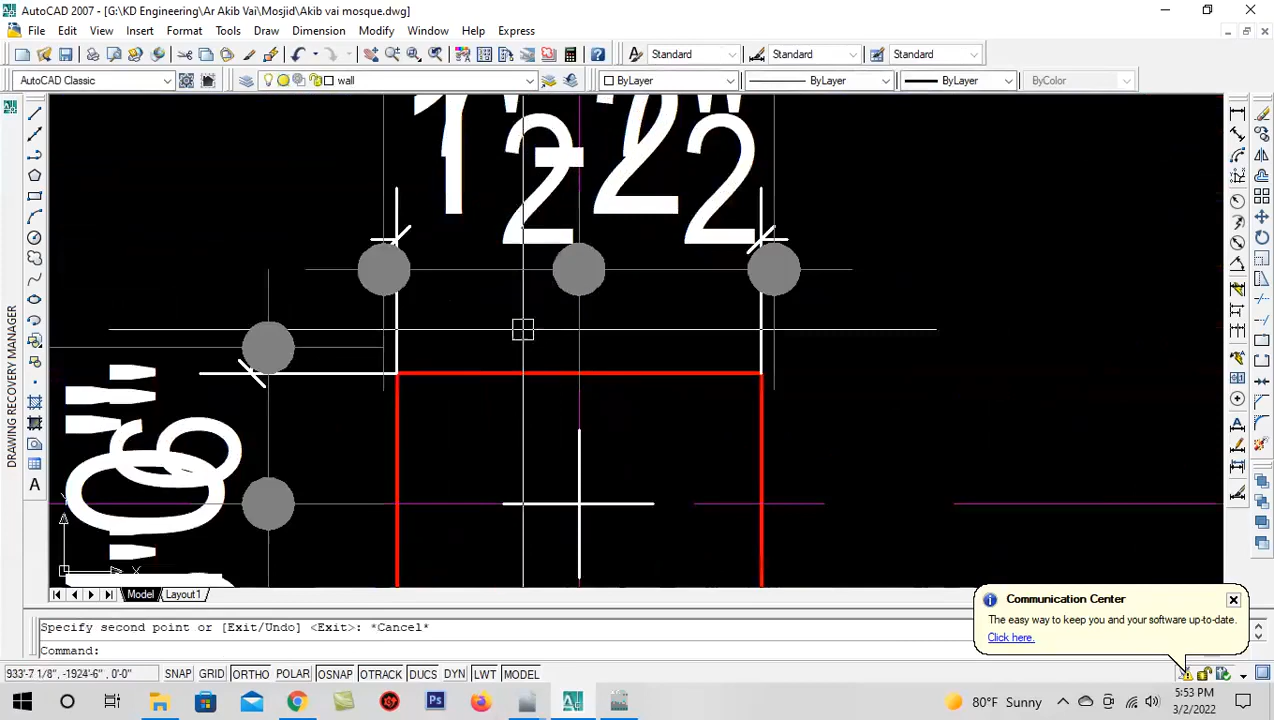 AutoCAD 2007 - [G:\KD Engineering\Ar Akib Vai\Mosjid\Akib vai mosque.dwg]
File Edit View Insert Format Tools Draw Dimension Modify Window Help Express
Standard Standard Standard
AutoCAD Classic wall ByLayer ByLayer ByLayer ByColor
DRAWING RECOVERY MANAGER
Y
X
Model Layout1
Communication Center
The easy way to keep you and your software up-to-date.
Click here.
Specify second point or [Exit/Undo] <Exit>: *Cancel*
Command:
933'-7 1/8", -1924'-6" , 0'-0" SNAP GRID ORTHO POLAR OSNAP OTRACK DUCS DYN LWT MODEL
80°F Sunny
5:53 PM
3/2/2022